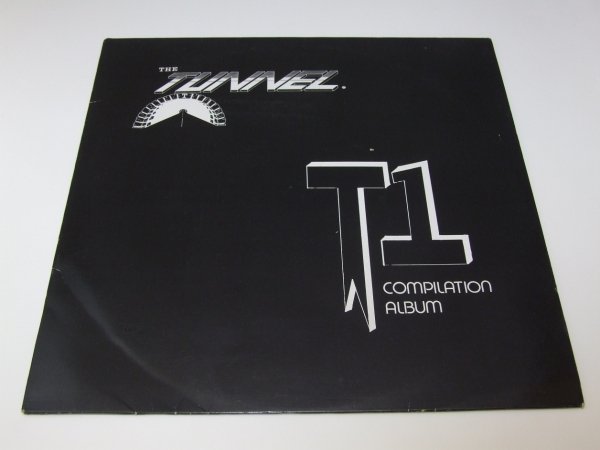 THE
TUNNEL.
T1
COMPILATION
ALBUM